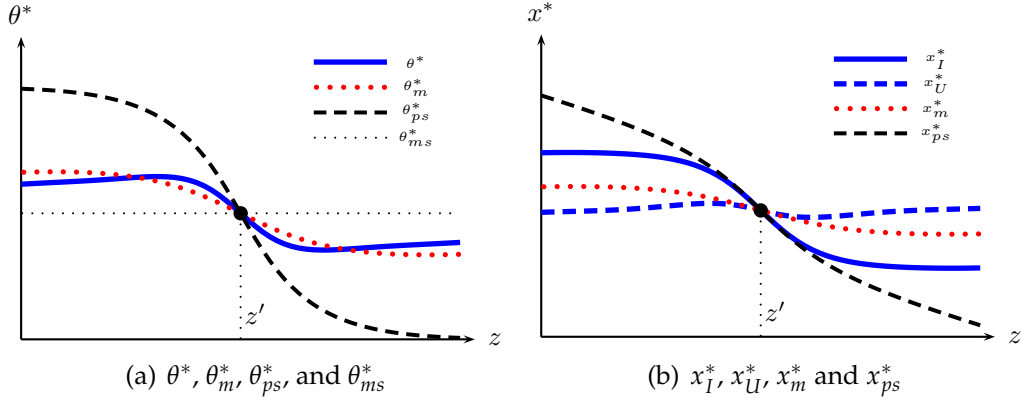 θ*
θ*
θ*_m
θ*_ps
θ*_ms
z′
z
(a) θ*, θ*_m, θ*_ps, and θ*_ms
x*
x*_I
x*_U
x*_m
x*_ps
z′
z
(b) x*_I, x*_U, x*_m and x*_ps